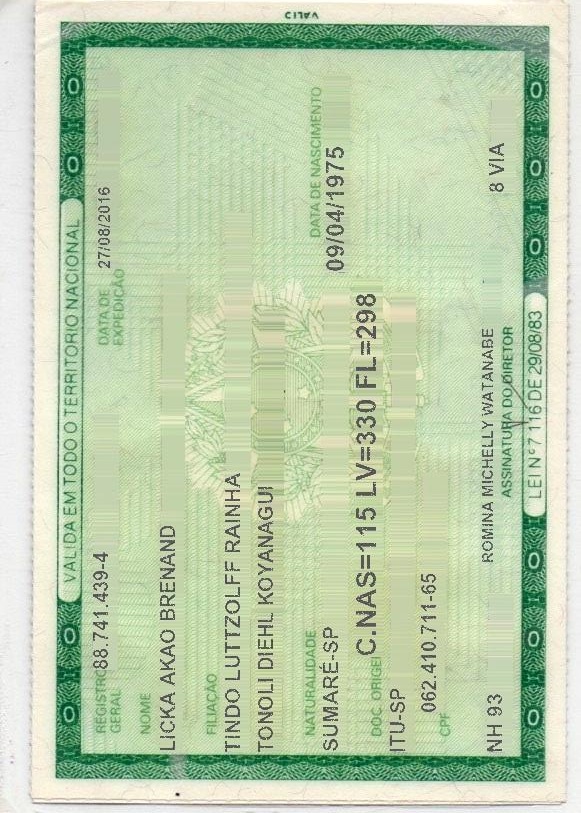 VALIDA EM TODO O TERRITÓRIO NACIONAL
REGISTRO GERAL 88.741.439-4 DATA DE EXPEDIÇÃO 27/08/2016
NOME
LICKA AKAO BRENAND
FILIAÇÃO
TINDO LUTTZOLFF RAINHA
TONOLI DIEHL KOYANAGUI
NATURALIDADE DATA DE NASCIMENTO
SUMARÉ-SP 09/04/1975
DOC. ORIGEM C.NAS=115 LV=330 FL=298
ITU-SP
CPF 062.410.711-65
NH 93 ROMINA MICHELLY WATANABE 8 VIA
ASSINATURA DO DIRETOR
LEI Nº 7.116 DE 29/08/83